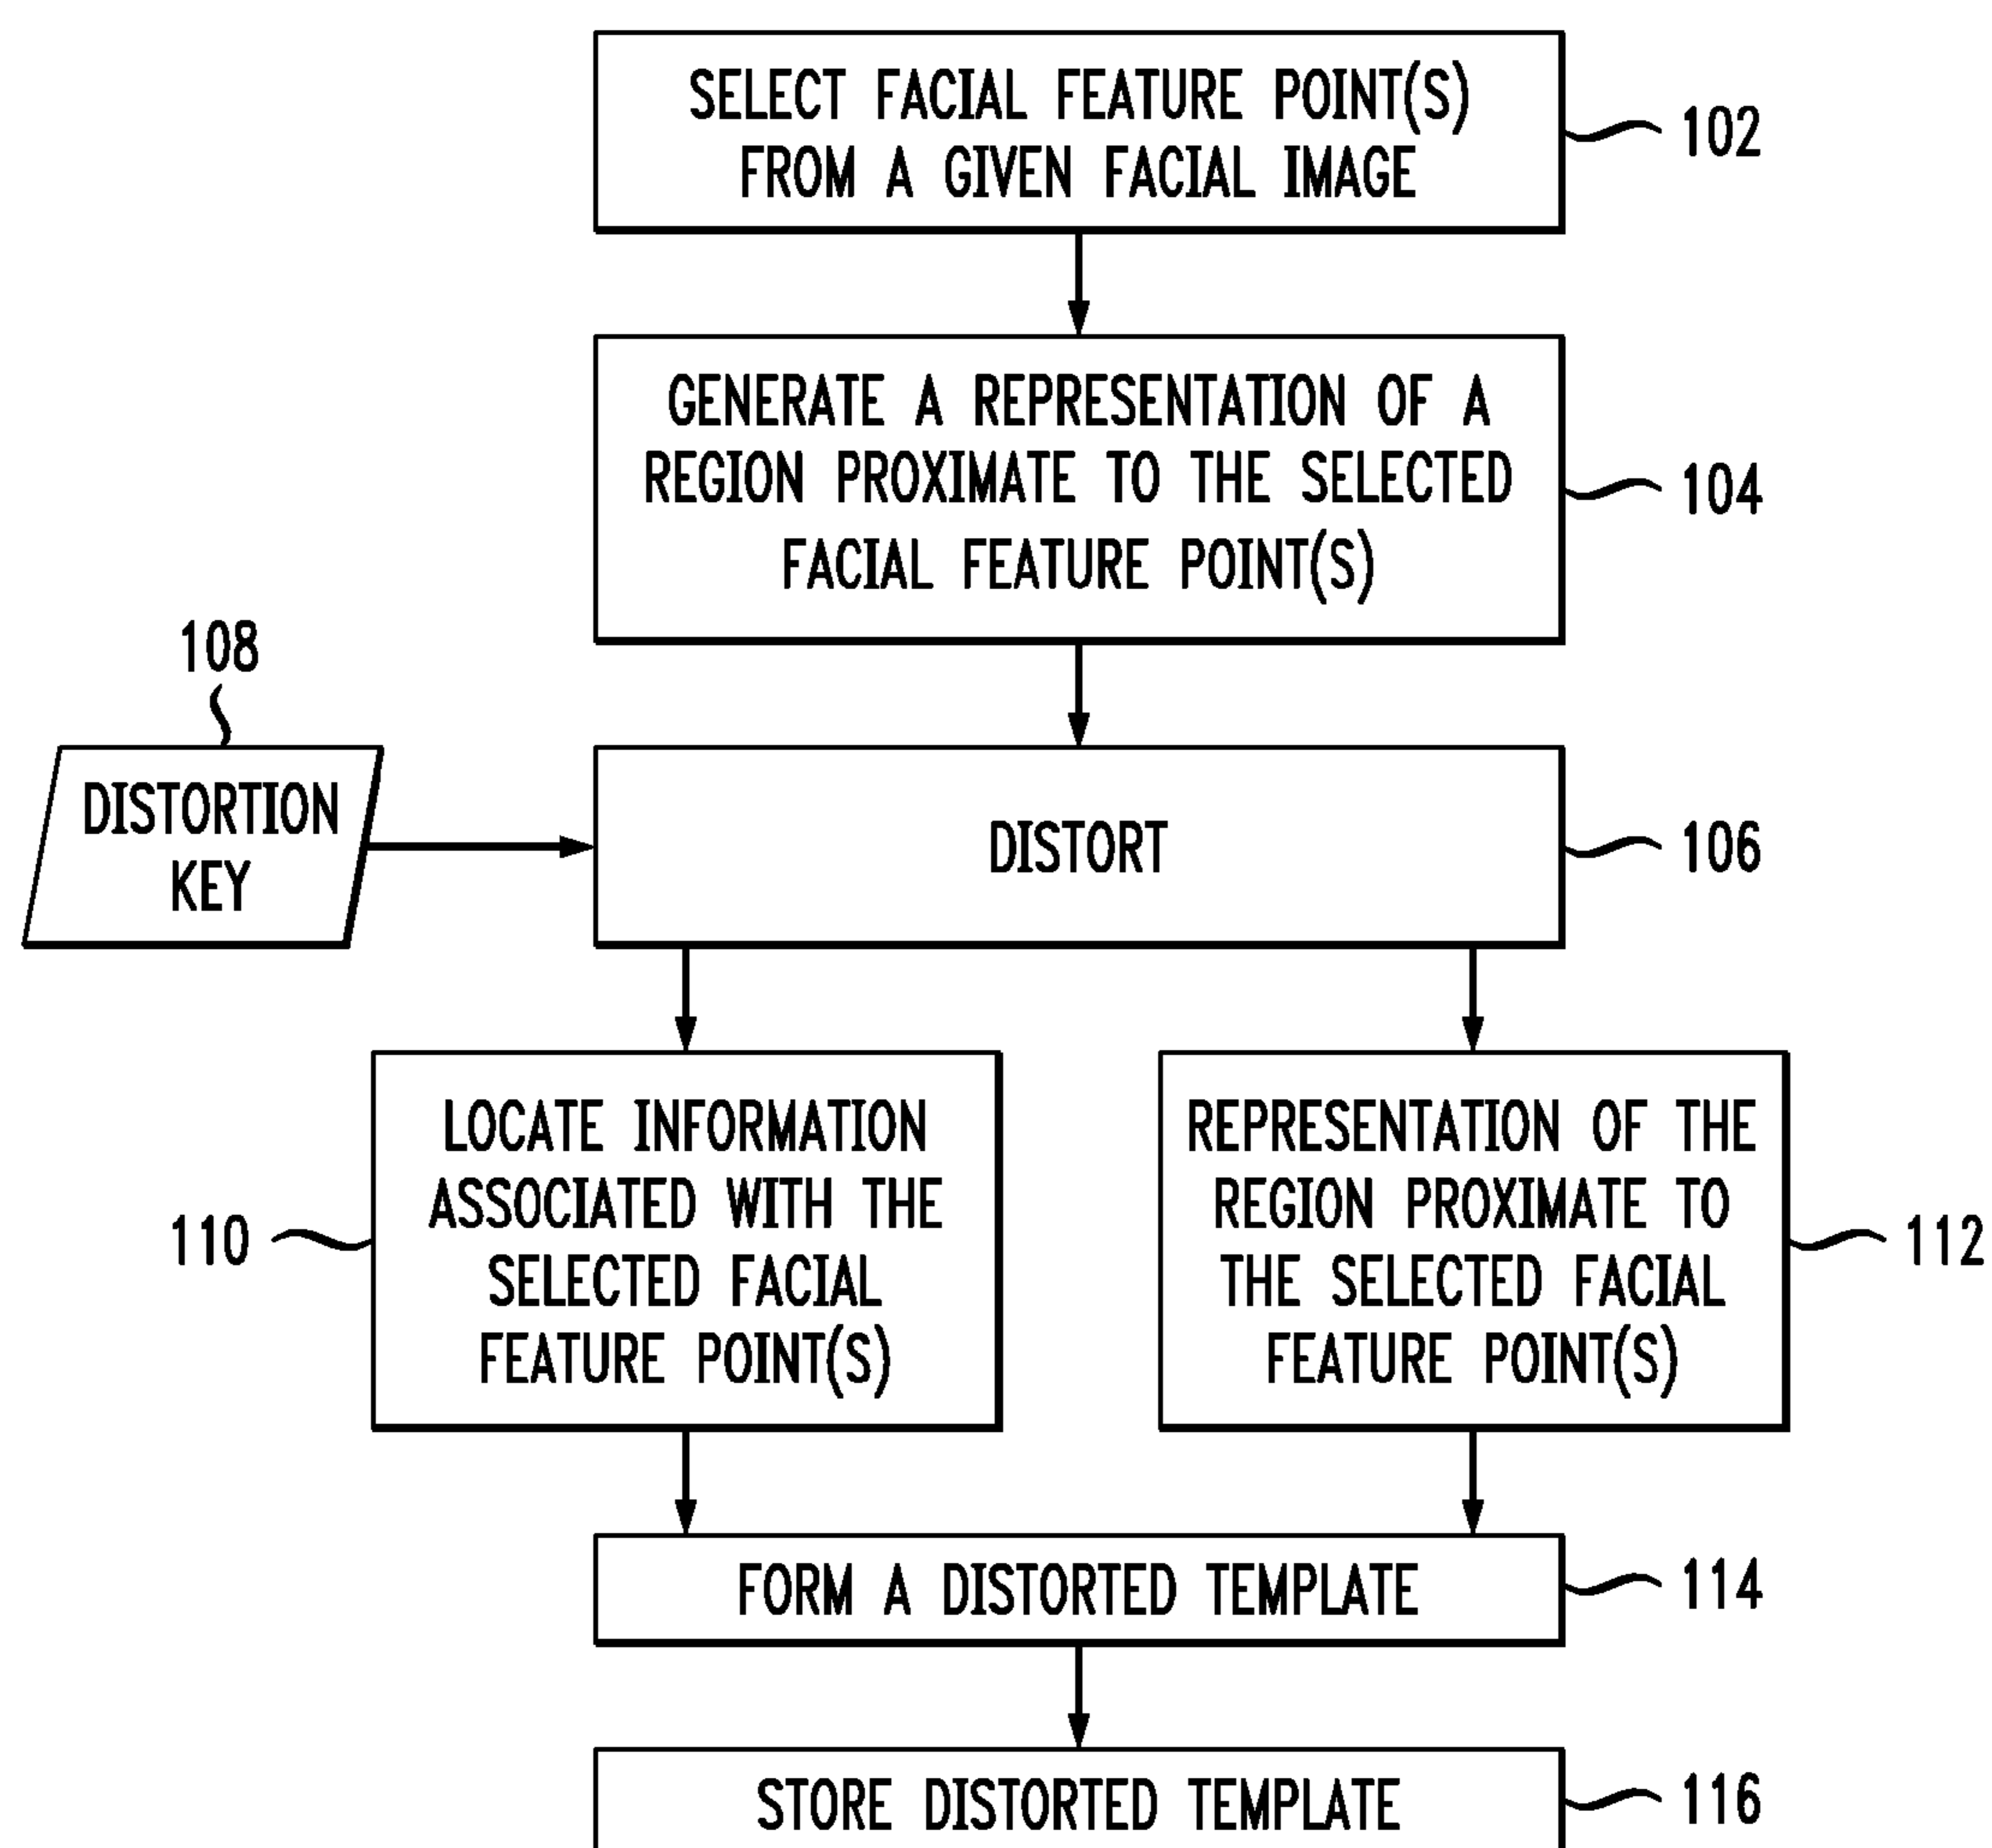 SELECT FACIAL FEATURE POINT(S)
FROM A GIVEN FACIAL IMAGE
102
GENERATE A REPRESENTATION OF A
REGION PROXIMATE TO THE SELECTED
FACIAL FEATURE POINT(S)
104
108
DISTORTION
KEY
DISTORT
106
110
LOCATE INFORMATION
ASSOCIATED WITH THE
SELECTED FACIAL
FEATURE POINT(S)
REPRESENTATION OF THE
REGION PROXIMATE TO
THE SELECTED FACIAL
FEATURE POINT(S)
112
FORM A DISTORTED TEMPLATE
114
STORE DISTORTED TEMPLATE
116